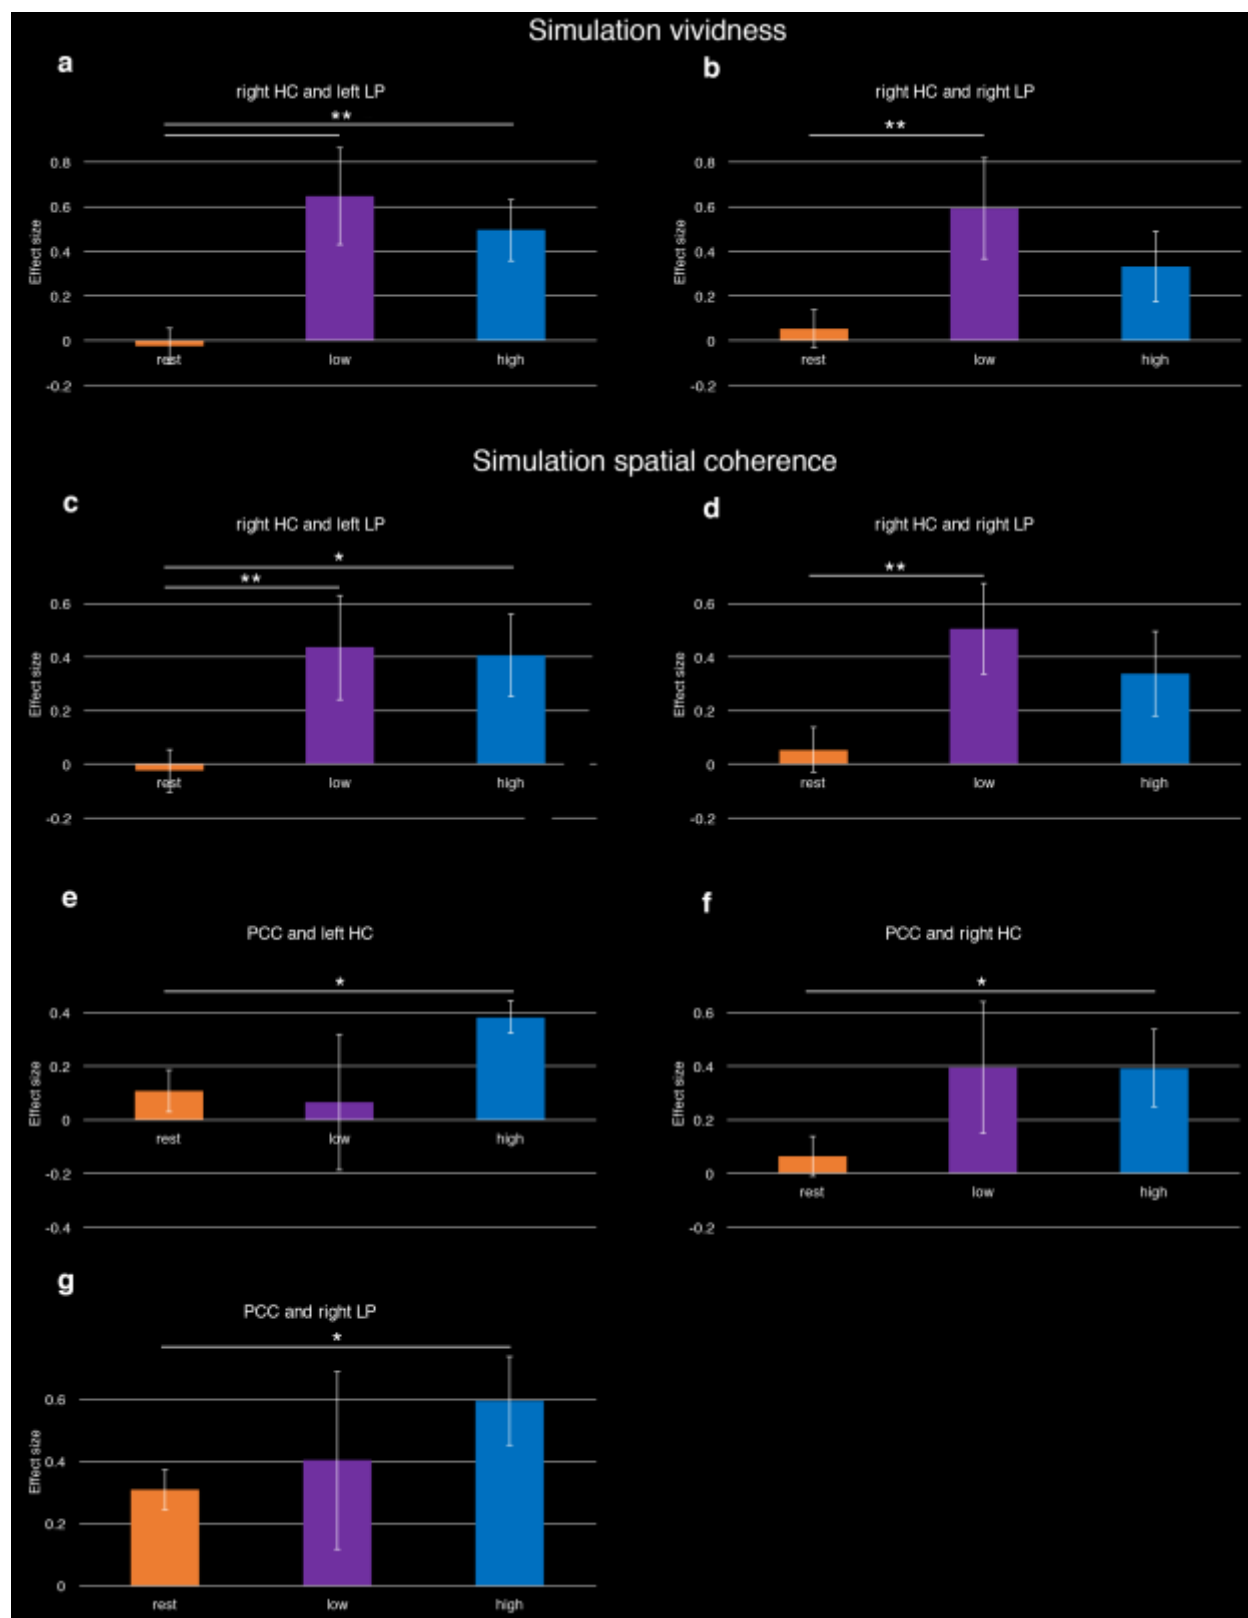 Simulation vividness
a
right HC and left LP
**
0.8
0.6
0.4
0.2
0
-0.2
Effect size
rest low high
b
right HC and right LP
**
0.8
0.6
0.4
0.2
0
-0.2
Effect size
rest low high
Simulation spatial coherence
c
right HC and left LP
*
**
0.6
0.4
0.2
0
-0.2
Effect size
rest low high
d
right HC and right LP
**
0.6
0.4
0.2
0
-0.2
Effect size
rest low high
e
PCC and left HC
*
0.4
0.2
0
-0.2
-0.4
Effect size
rest low high
f
PCC and right HC
*
0.6
0.4
0.2
0
-0.2
Effect size
rest low high
g
PCC and right LP
*
0.6
0.4
0.2
0
Effect size
rest low high